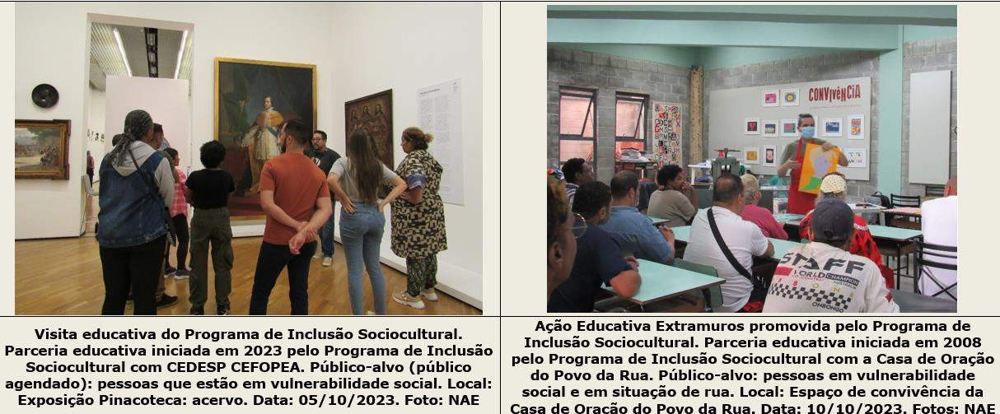 CONVIVêNCiA
STAFF
WORLD CHAMPION
ONBONGO
Visita educativa do Programa de Inclusão Sociocultural.
Parceria educativa iniciada em 2023 pelo Programa de Inclusão
Sociocultural com CEDESP CEFOPEA. Público-alvo (público
agendado): pessoas que estão em vulnerabilidade social. Local:
Exposição Pinacoteca: acervo. Data: 05/10/2023. Foto: NAE
Ação Educativa Extramuros promovida pelo Programa de
Inclusão Sociocultural. Parceria educativa iniciada em 2008
pelo Programa de Inclusão Sociocultural com a Casa de Oração
do Povo da Rua. Público-alvo: pessoas em vulnerabilidade
social e em situação de rua. Local: Espaço de convivência da
Casa de Oração do Povo da Rua. Data: 10/10/2023. Fotos: NAE